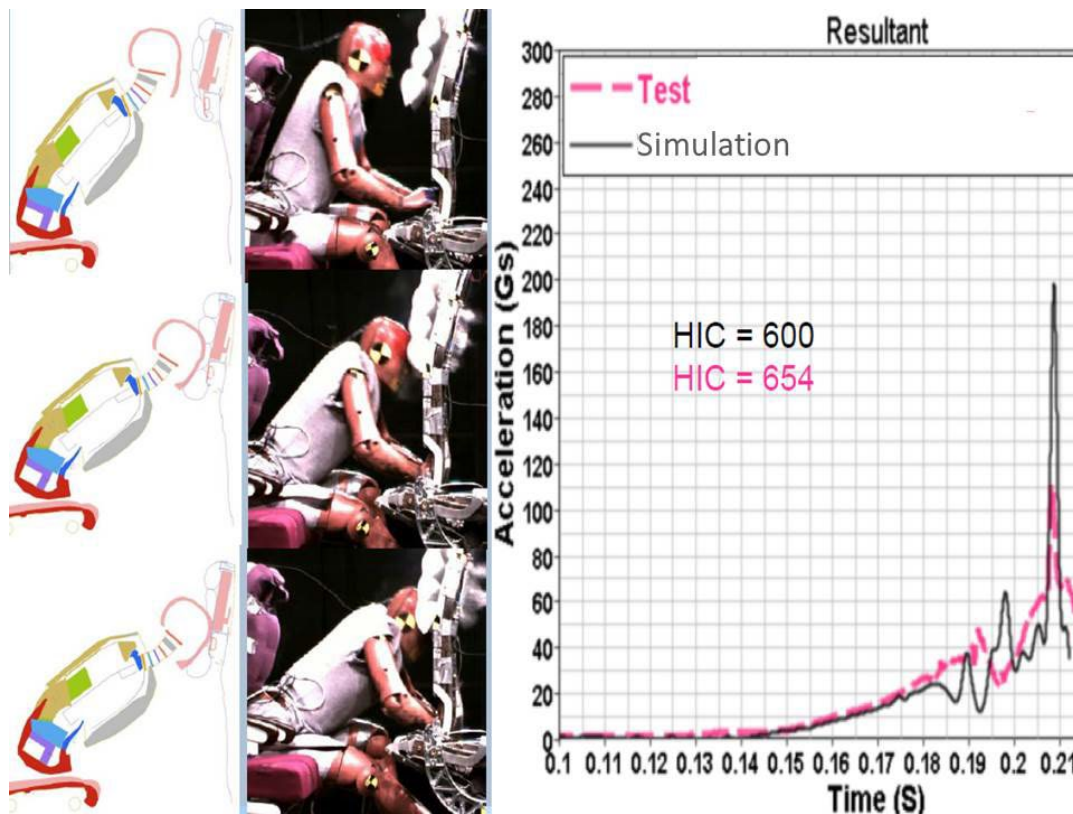 Resultant
Test
Simulation
HIC = 600
HIC = 654
Acceleration (Gs)
300
280
260
240
220
200
180
160
140
120
100
80
60
40
20
0
0.1 0.11 0.12 0.13 0.14 0.15 0.16 0.17 0.18 0.19 0.2 0.21
Time (S)